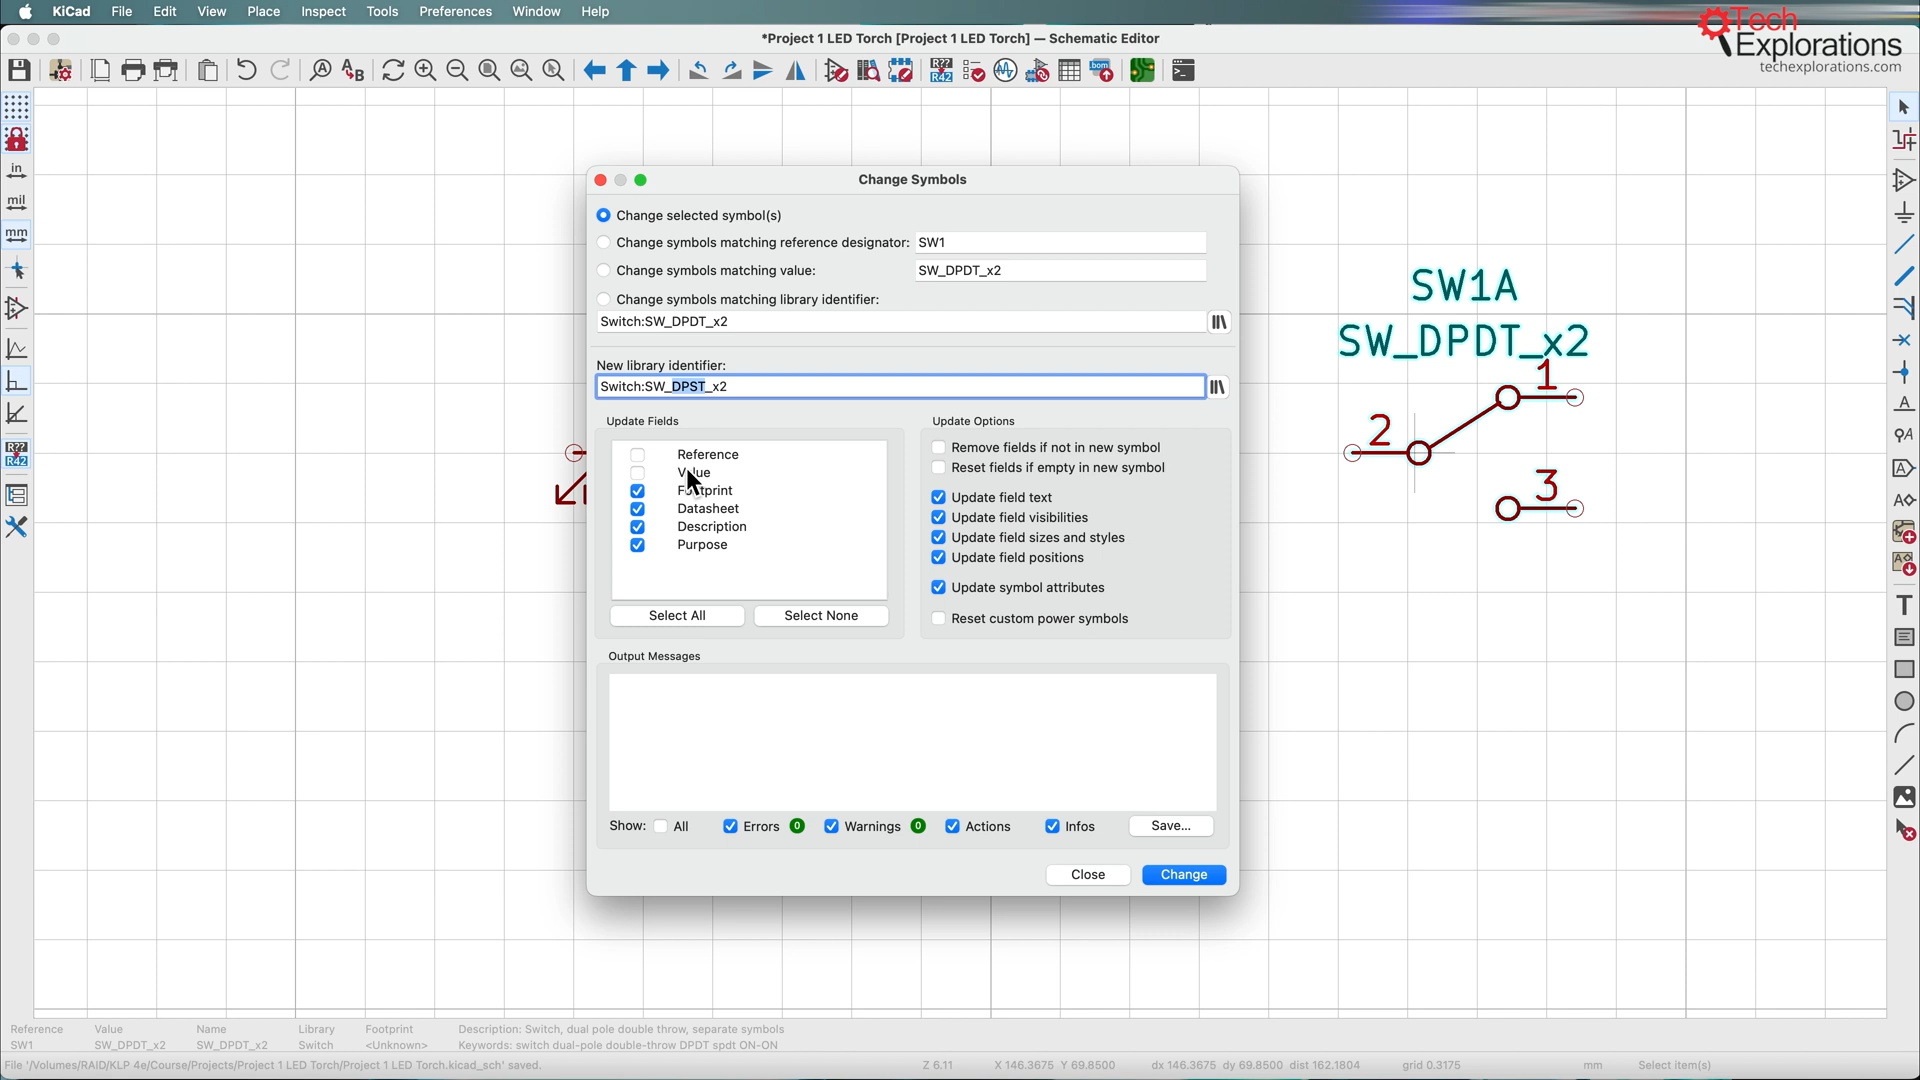 KiCad File Edit View Place Inspect Tools Preferences Window Help
*Project 1 LED Torch [Project 1 LED Torch] — Schematic Editor
Tech
Explorations
techexplorations.com
in
mil
mm
R??
R42
Change Symbols
Change selected symbol(s)
Change symbols matching reference designator: SW1
Change symbols matching value: SW_DPDT_x2
Change symbols matching library identifier:
Switch:SW_DPDT_x2
New library identifier:
Switch:SW_DPST_x2
Update Fields
Reference
Value
Footprint
Datasheet
Description
Purpose
Select All Select None
Update Options
Remove fields if not in new symbol
Reset fields if empty in new symbol
Update field text
Update field visibilities
Update field sizes and styles
Update field positions
Update symbol attributes
Reset custom power symbols
Output Messages
Show: All Errors 0 Warnings 0 Actions Infos Save...
Close Change
SW1A
SW_DPDT_x2
1
2
3
Reference Value Name Library Footprint Description: Switch, dual pole double throw, separate symbols
SW1 SW_DPDT_x2 SW_DPDT_x2 Switch <Unknown> Keywords: switch dual-pole double-throw DPDT spdt ON-ON
File '/Volumes/RAID/KLP 4e/Course/Projects/Project 1 LED Torch/Project 1 LED Torch.kicad_sch' saved. Z 6.11 X 146.3675 Y 69.8500 dx 146.3675 dy 69.8500 dist 162.1804 grid 0.3175 mm Select item(s)